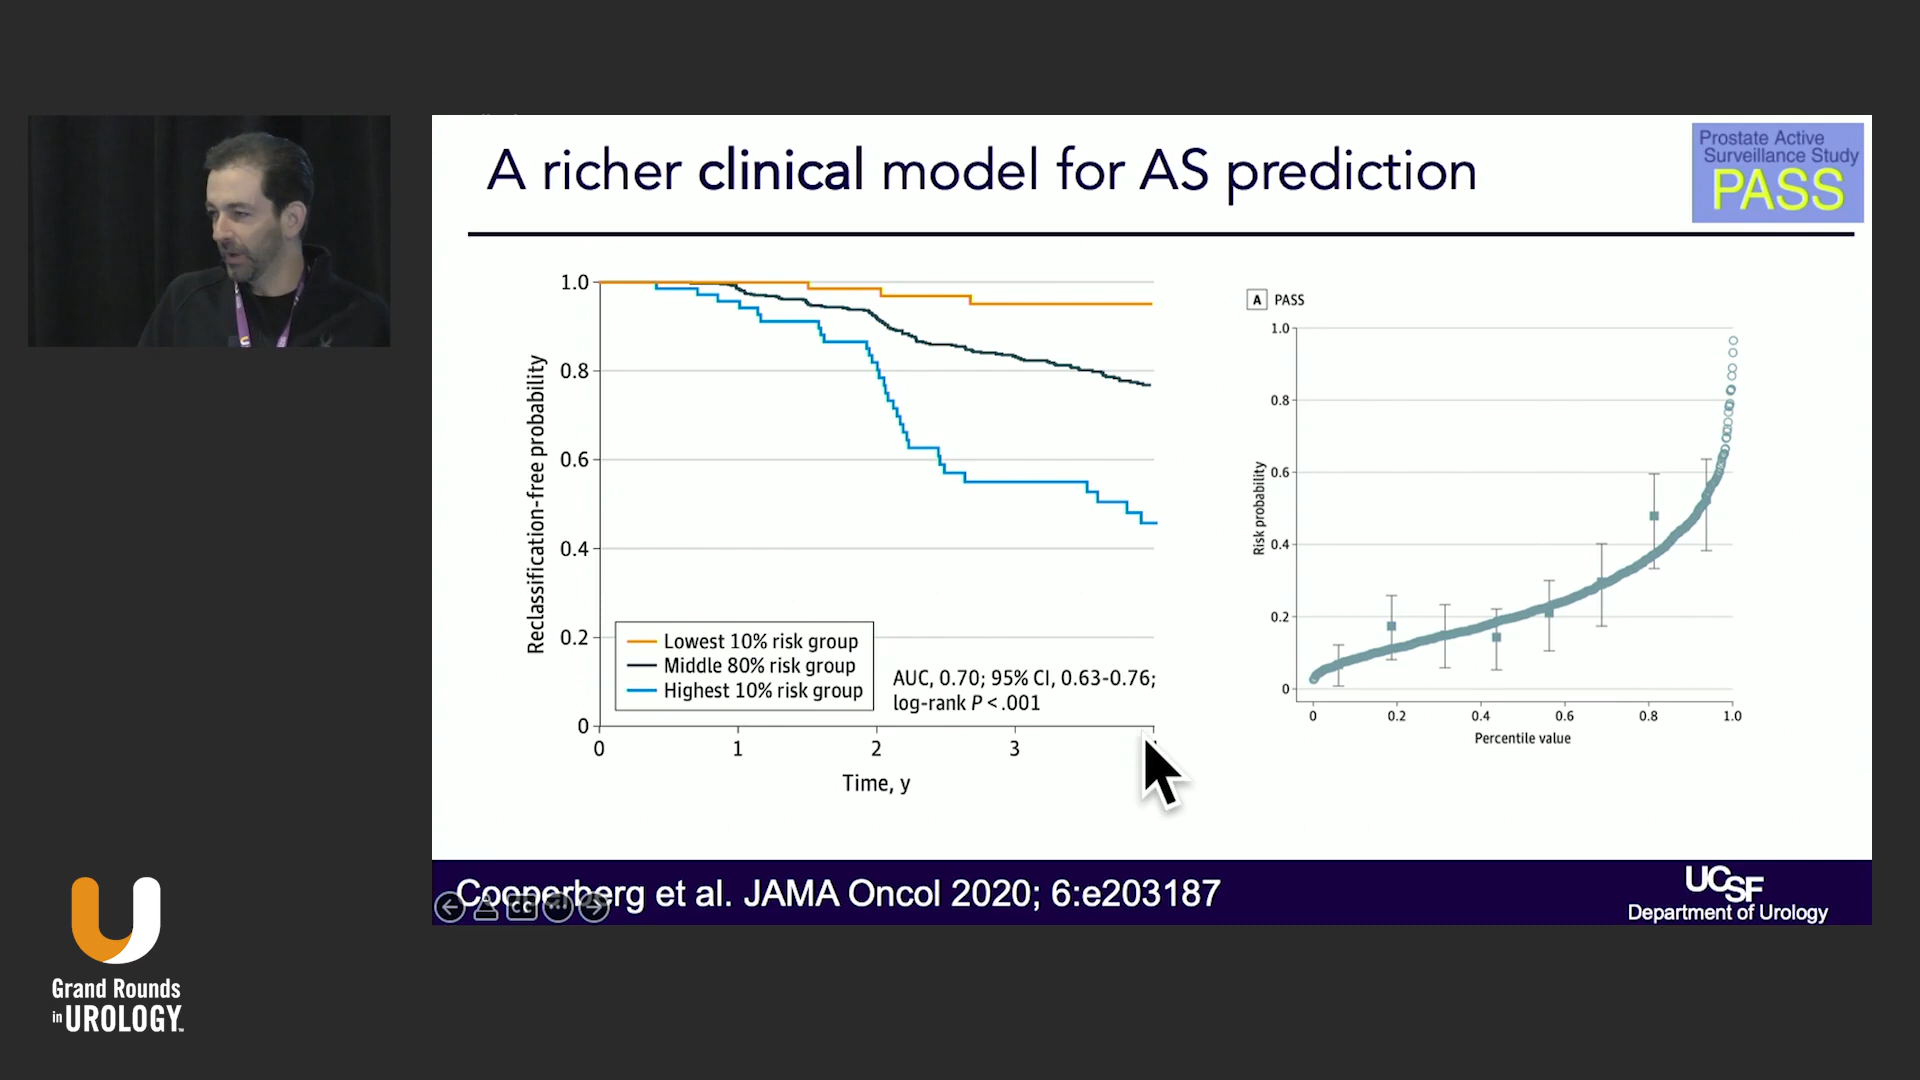 A richer clinical model for AS prediction
Prostate Active
Surveillance Study
PASS
Reclassification-free probability
1.0
0.8
0.6
0.4
0.2
0
Lowest 10% risk group
Middle 80% risk group
Highest 10% risk group
AUC, 0.70; 95% CI, 0.63-0.76;
log-rank P <.001
0 1 2 3
Time, y
A PASS
Risk probability
1.0
0.8
0.6
0.4
0.2
0
0 0.2 0.4 0.6 0.8 1.0
Percentile value
Cooperberg et al. JAMA Oncol 2020; 6:e203187
CC
UCSF
Department of Urology
Grand Rounds
in UROLOGY